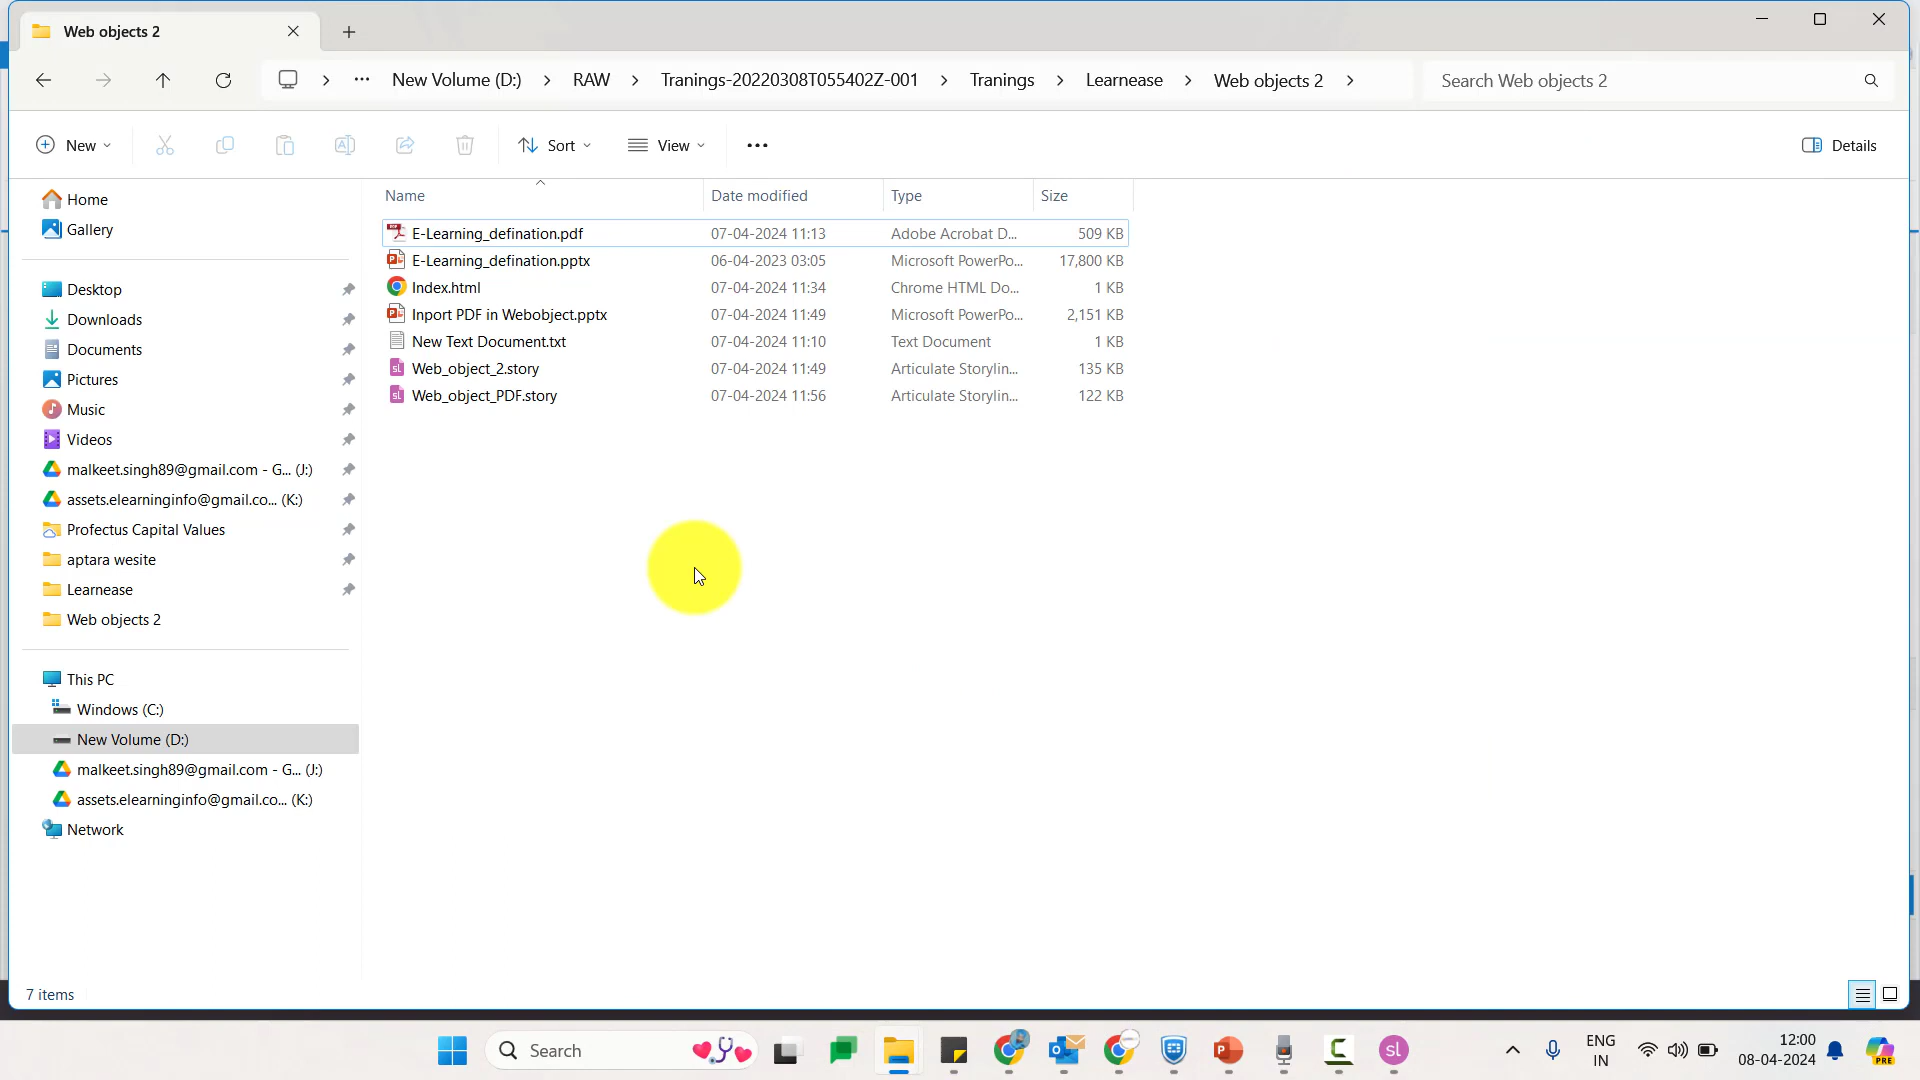 Web objects 2
New Volume (D:) > RAW > Tranings-20220308T055402Z-001 > Tranings > Learnease > Web objects 2 >
Search Web objects 2
New
Sort
View
Details
Name Date modified Type Size
E-Learning_defination.pdf 07-04-2024 11:13 Adobe Acrobat D... 509 KB
E-Learning_defination.pptx 06-04-2023 03:05 Microsoft PowerPo... 17,800 KB
Index.html 07-04-2024 11:34 Chrome HTML Do... 1 KB
Inport PDF in Webobject.pptx 07-04-2024 11:49 Microsoft PowerPo... 2,151 KB
New Text Document.txt 07-04-2024 11:10 Text Document 1 KB
Web_object_2.story 07-04-2024 11:49 Articulate Storylin... 135 KB
Web_object_PDF.story 07-04-2024 11:56 Articulate Storylin... 122 KB
Home
Gallery
Desktop
Downloads
Documents
Pictures
Music
Videos
malkeet.singh89@gmail.com - G... (J:)
assets.elearninginfo@gmail.co... (K:)
Profectus Capital Values
aptara wesite
Learnease
Web objects 2
This PC
Windows (C:)
New Volume (D:)
malkeet.singh89@gmail.com - G... (J:)
assets.elearninginfo@gmail.co... (K:)
Network
7 items
Search
sl
ENG
IN
12:00
08-04-2024
PRE